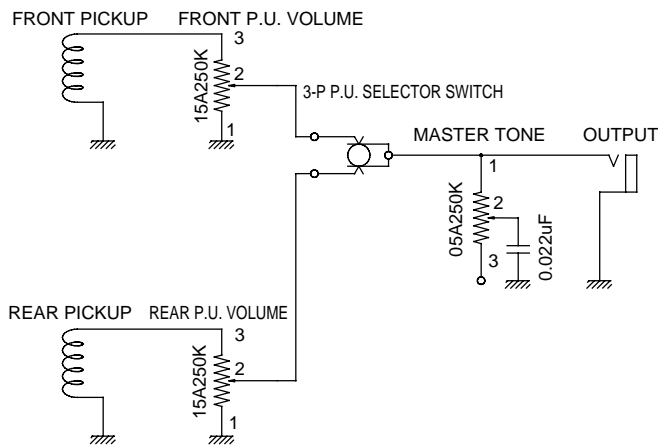 FRONT PICKUP
FRONT P.U. VOLUME
3
15A250K
2
1
3-P P.U. SELECTOR SWITCH
MASTER TONE
OUTPUT
1
05A250K
2
3
0.022uF
REAR PICKUP
REAR P.U. VOLUME
3
15A250K
2
1